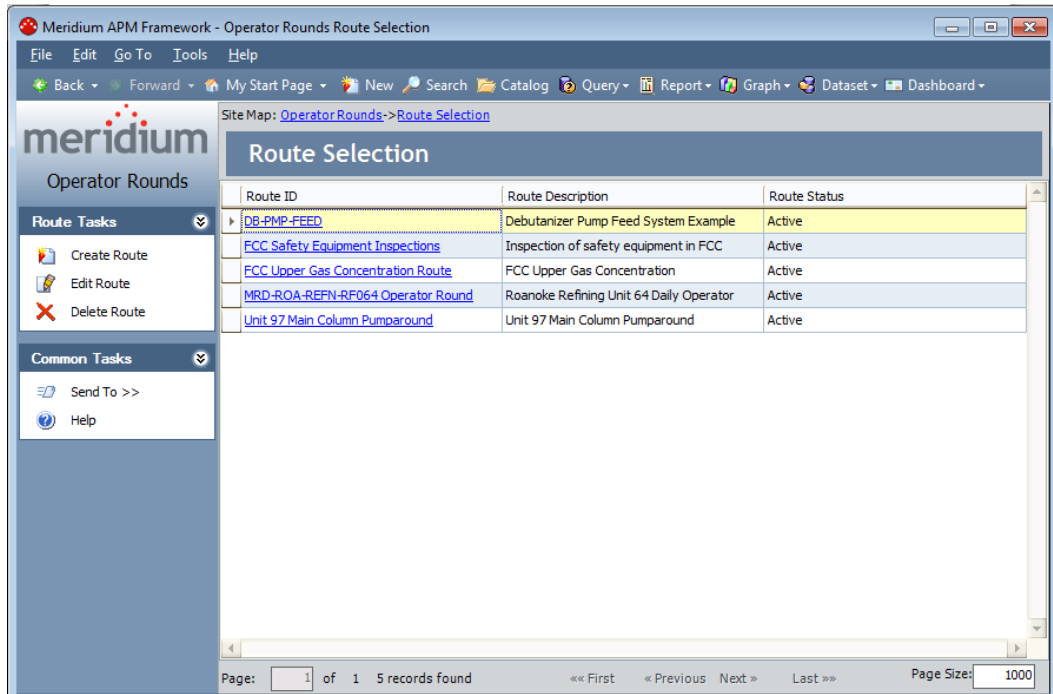 Meridium APM Framework - Operator Rounds Route Selection
File Edit Go To Tools Help
Back Forward My Start Page New Search Catalog Query Report Graph Dataset Dashboard
meridium
Operator Rounds
Route Tasks
Create Route
Edit Route
Delete Route
Common Tasks
Send To >>
Help
Site Map: Operator Rounds->Route Selection
Route Selection
Route ID Route Description Route Status
DB-PMP-FEED Debutanizer Pump Feed System Example Active
FCC Safety Equipment Inspections Inspection of safety equipment in FCC Active
FCC Upper Gas Concentration Route FCC Upper Gas Concentration Active
MRD-ROA-REFN-RF064 Operator Round Roanoke Refining Unit 64 Daily Operator Active
Unit 97 Main Column Pumparound Unit 97 Main Column Pumparound Active
Page: 1 of 1 5 records found «« First « Previous Next » Last »» Page Size: 1000